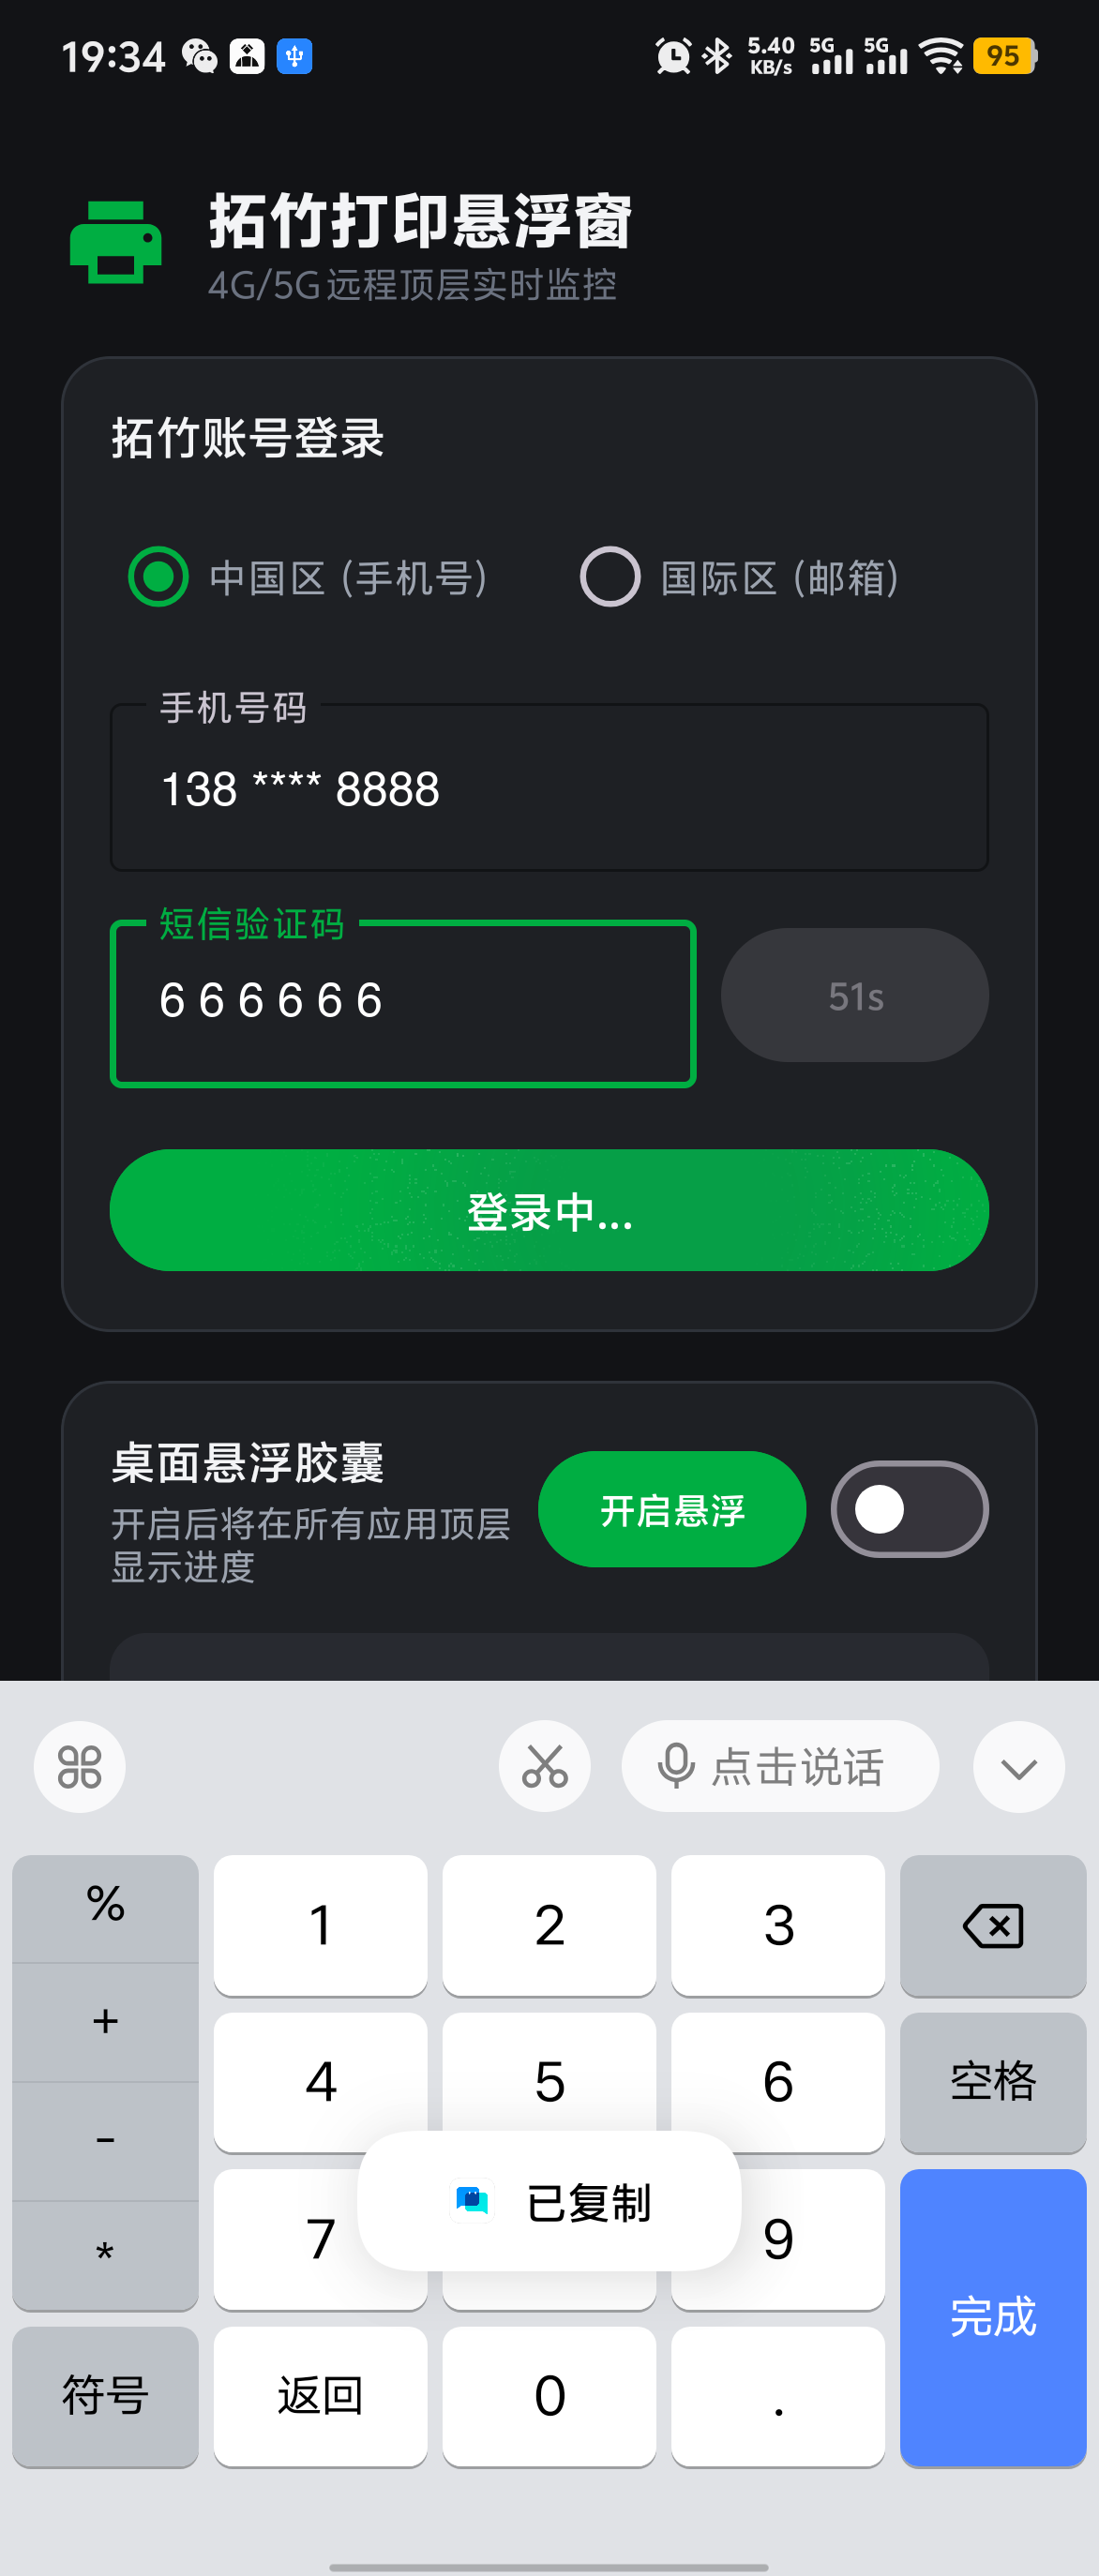 19:34
5.40 KB/s 5G 5G 95
拓竹打印悬浮窗
4G/5G 远程顶层实时监控
拓竹账号登录
中国区 (手机号) 国际区 (邮箱)
手机号码
138 **** 8888
短信验证码
6 6 6 6 6 6
51s
登录中...
桌面悬浮胶囊
开启后将在所有应用顶层
显示进度
开启悬浮
点击说话
% 1 2 3
+ 4 5 6 空格
-
已复制
* 7 9
完成
符号 返回 0 .